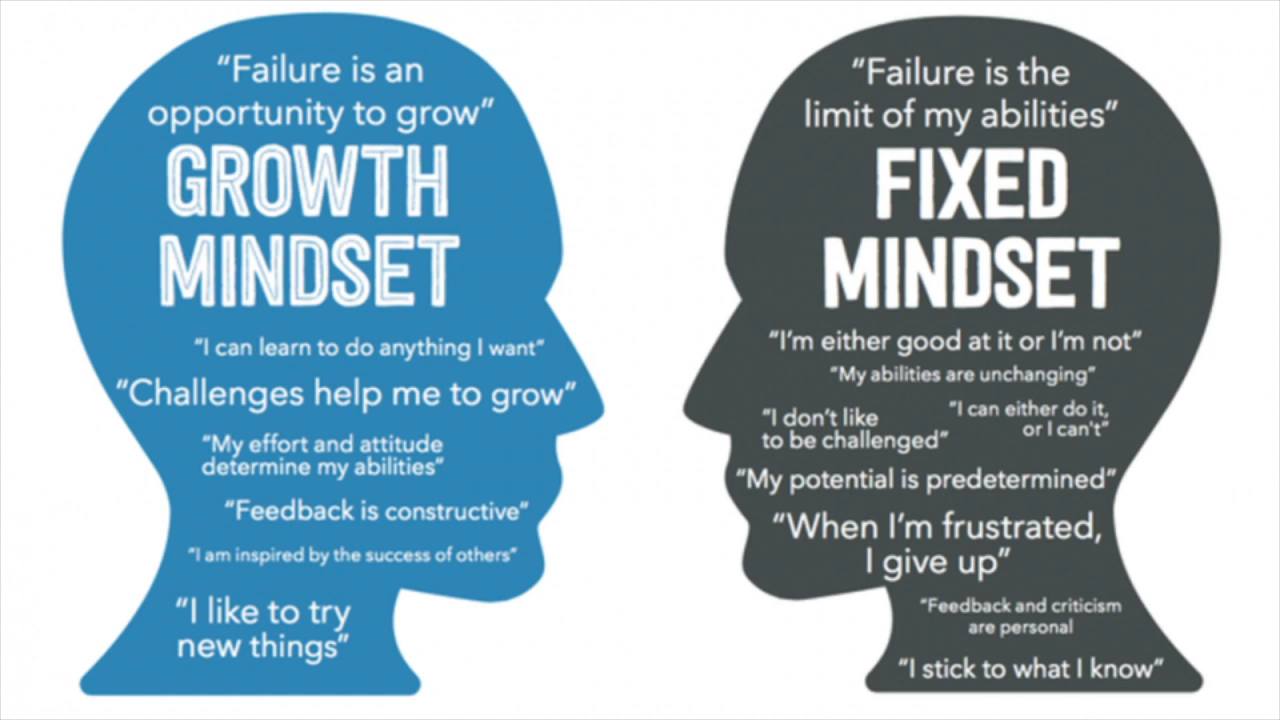 “Failure is an
opportunity to grow”
GROWTH
MINDSET
“I can learn to do anything I want”
“Challenges help me to grow”
“My effort and attitude
determine my abilities”
“Feedback is constructive”
“I am inspired by the success of others”
“I like to try
new things”
“Failure is the
limit of my abilities”
FIXED
MINDSET
“I’m either good at it or I’m not”
“My abilities are unchanging”
“I don’t like
to be challenged”
“I can either do it,
or I can't”
“My potential is predetermined”
“When I’m frustrated,
I give up”
“Feedback and criticism
are personal
“I stick to what I know”